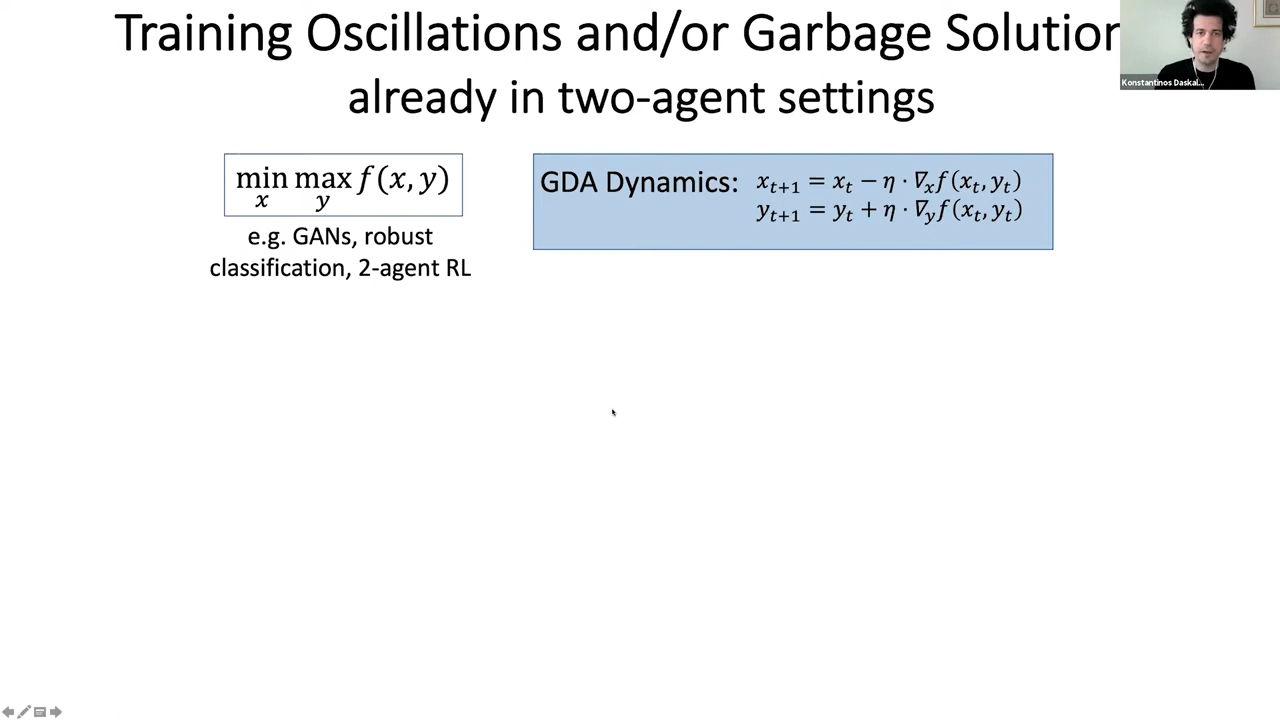 Training Oscillations and/or Garbage Solution
already in two-agent settings
Konstantinos Daskal...
min max f(x, y)
x y
e.g. GANs, robust
classification, 2-agent RL
GDA Dynamics: xₜ₊₁ = xₜ − η · ∇ₓf(xₜ, yₜ)
yₜ₊₁ = yₜ + η · ∇_y f(xₜ, yₜ)